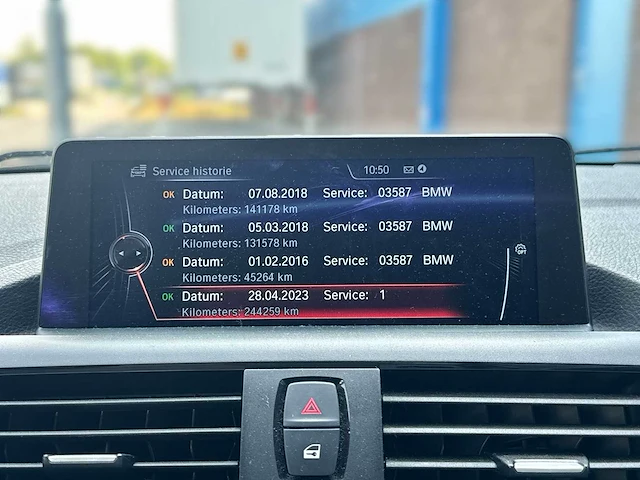 Service historie 10:50
OK Datum: 07.08.2018 Service: 03587 BMW
Kilometers: 141178 km
OK Datum: 05.03.2018 Service: 03587 BMW
Kilometers: 131578 km
OK Datum: 01.02.2016 Service: 03587 BMW
Kilometers: 45264 km
OK Datum: 28.04.2023 Service: 1
Kilometers: 244259 km
OPT